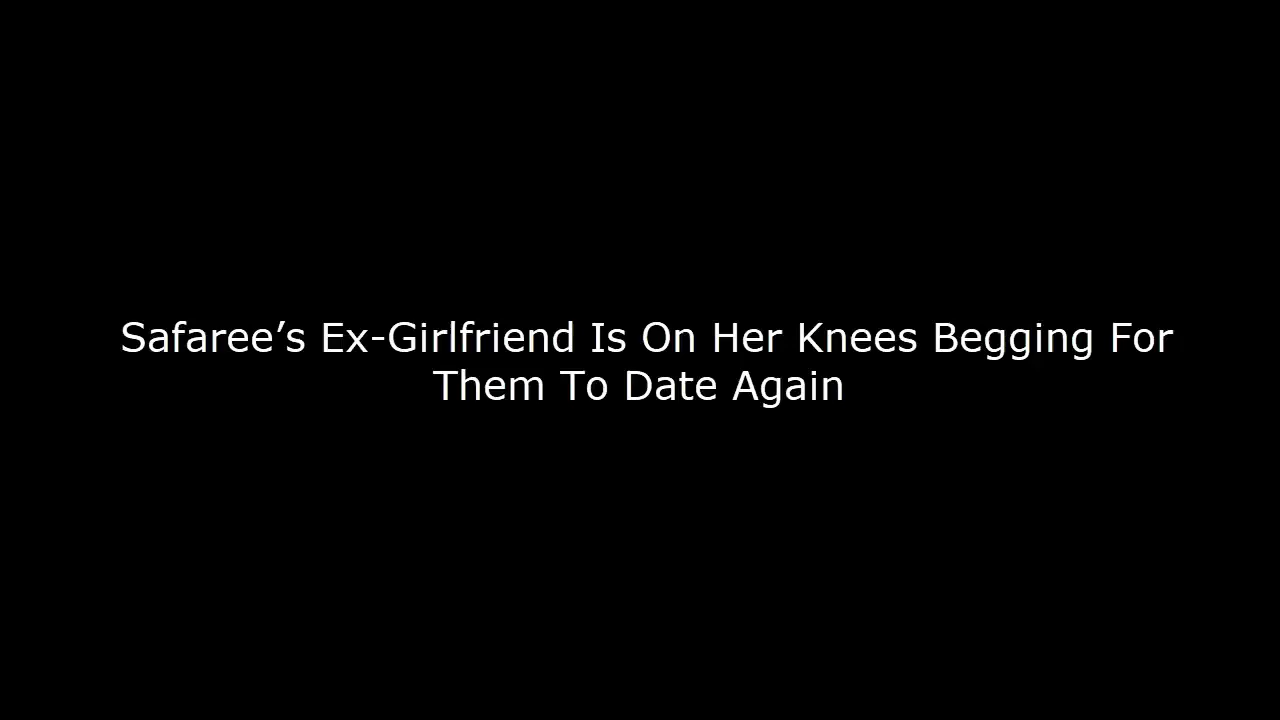 Safaree’s Ex-Girlfriend Is On Her Knees Begging For
Them To Date Again